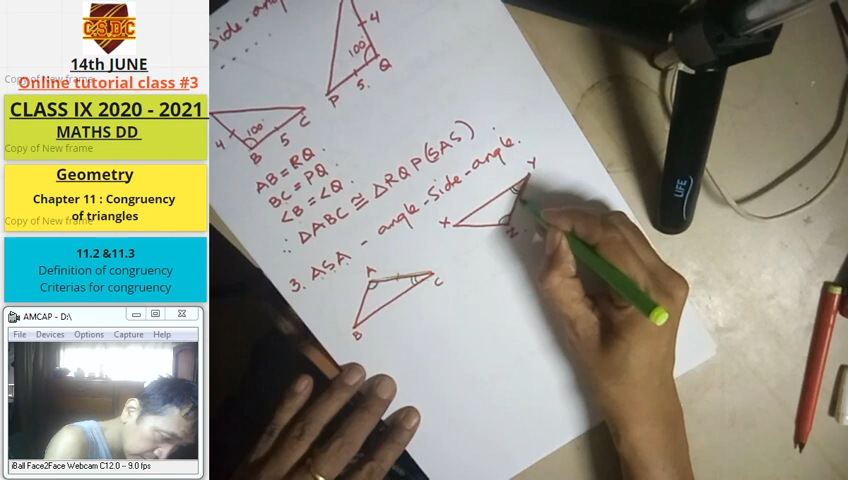 C.S.D.C
14th JUNE
Copy of New frame
Online tutorial class #3
CLASS IX 2020 - 2021
MATHS DD
Copy of New frame
Geometry
Chapter 11 : Congruency
of triangles
Copy of New frame
11.2 &11.3
Definition of congruency
Criterias for congruency
AMCAP - D:\
File Devices Options Capture Help
iBall Face2Face Webcam C12.0 -- 9.0 fps
Side-ang
.....
4
100°
P
5.
Q
4
100°
B
5
C
AB = RQ.
BC = PQ.
∠B = ∠Q.
∴ △ABC ≅ △RQP (SAS)
3. ASA - angle-Side-angle.
A
B
C
X
Y
N
LIFE